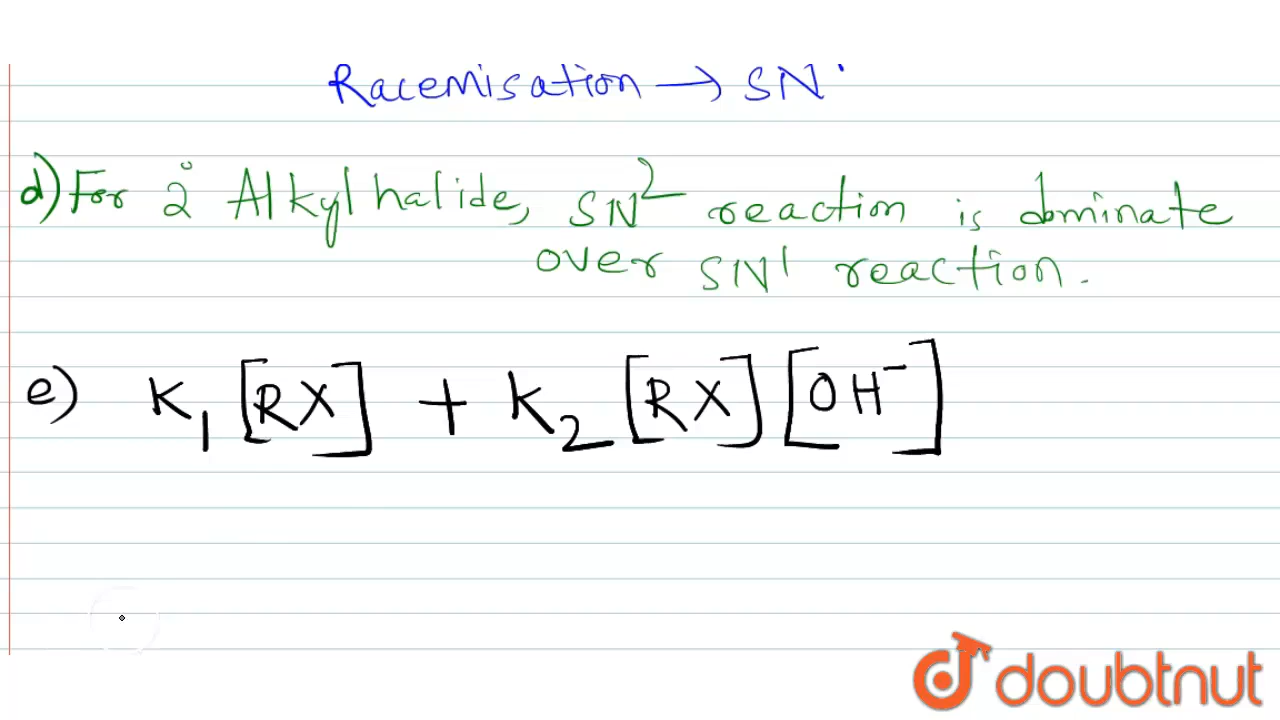 Racemisation → SN
d) For 2° Alkyl halide, SN² reaction is dominate
over SN¹ reaction.
e) K₁ [RX] + K₂ [RX] [OH⁻]
doubtnut